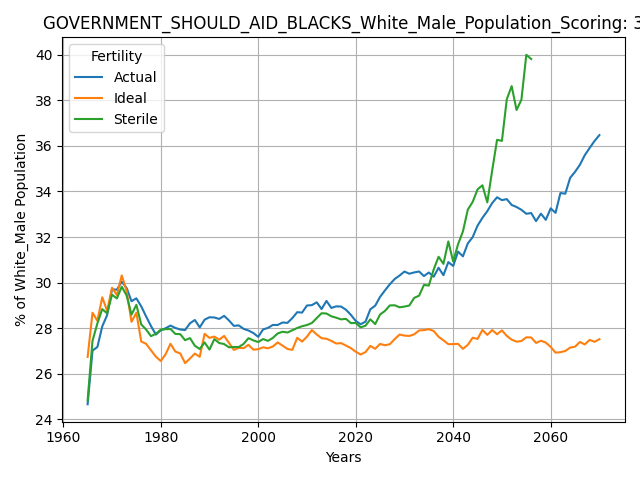 GOVERNMENT_SHOULD_AID_BLACKS_White_Male_Population_Scoring: 3
Fertility
Actual
Ideal
Sterile
% of White_Male Population
40
38
36
34
32
30
28
26
24
1960
1980
2000
2020
2040
2060
Years